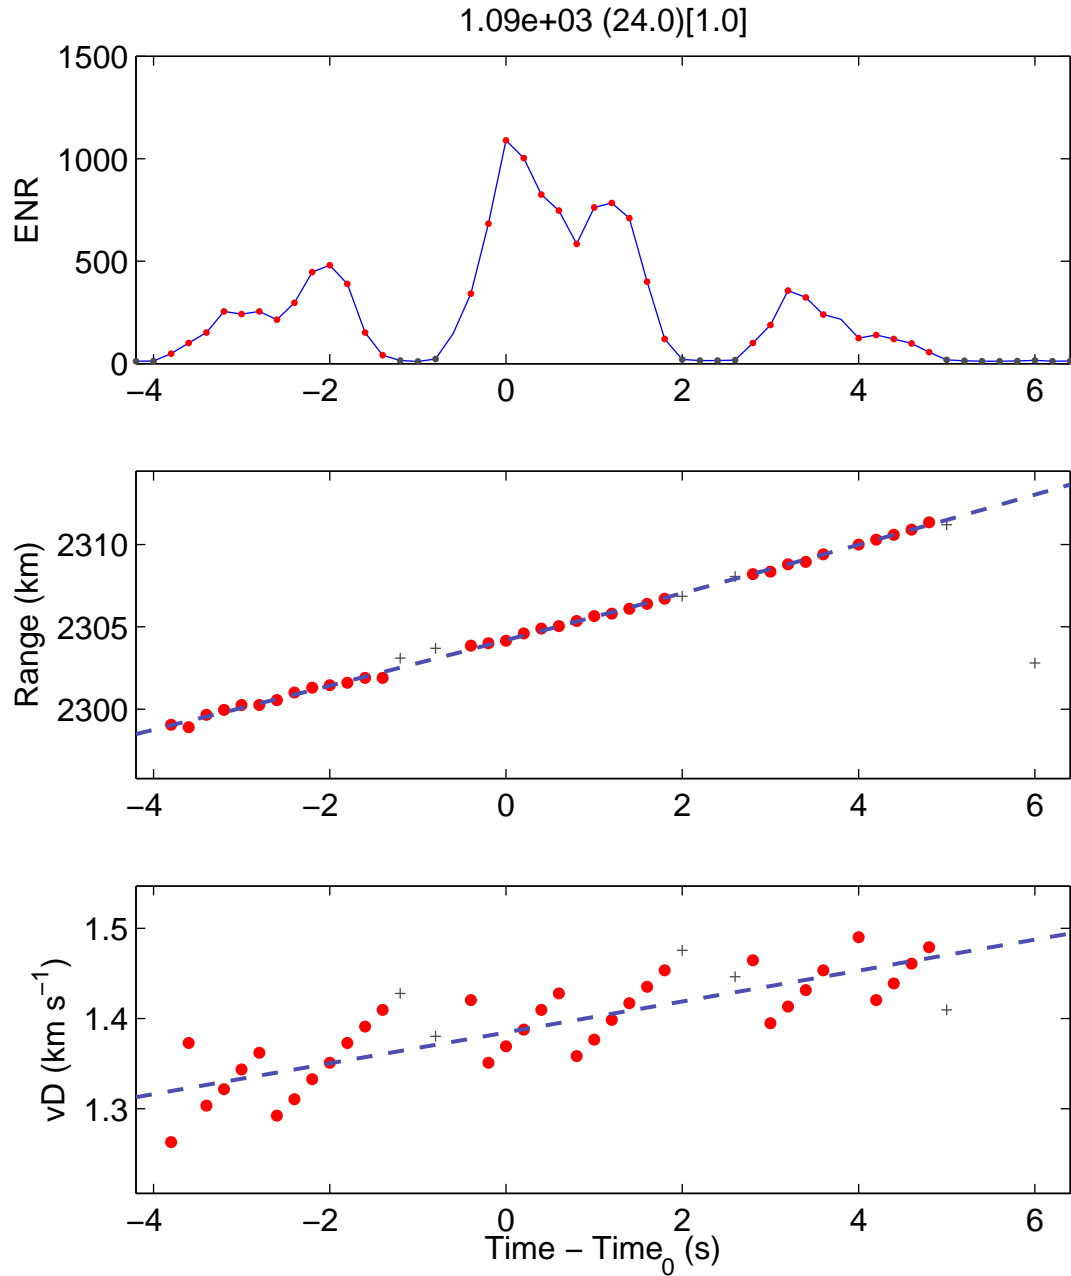 1.09e+03 (24.0)[1.0]
1500
1000
500
0
ENR
−4 −2 0 2 4 6
2310
2305
2300
Range (km)
−4 −2 0 2 4 6
1.5
1.4
1.3
vD (km s⁻¹)
−4 −2 0 2 4 6
Time − Time₀ (s)